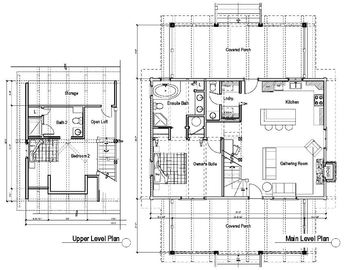 Covered Porch
Storage
Ensuite Bath
Ldry.
Kitchen
Bath 2
Open Loft
Bedroom 2
Owner's Suite
Gathering Room
Covered Porch
Upper Level Plan
Main Level Plan